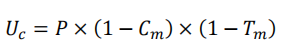 U_c = P × (1 − C_m) × (1 − T_m)